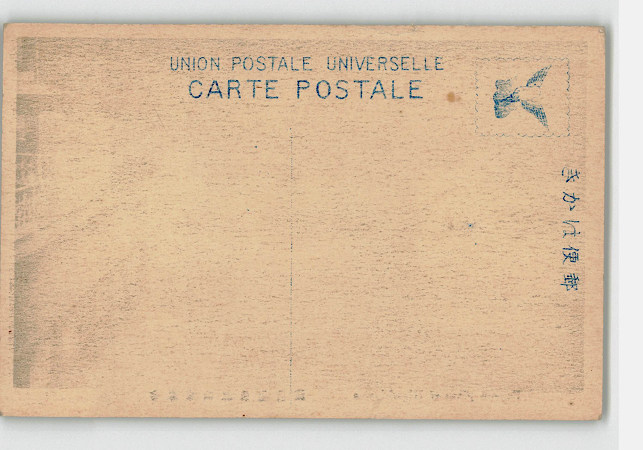 UNION POSTALE UNIVERSELLE
CARTE POSTALE
郵便はかき